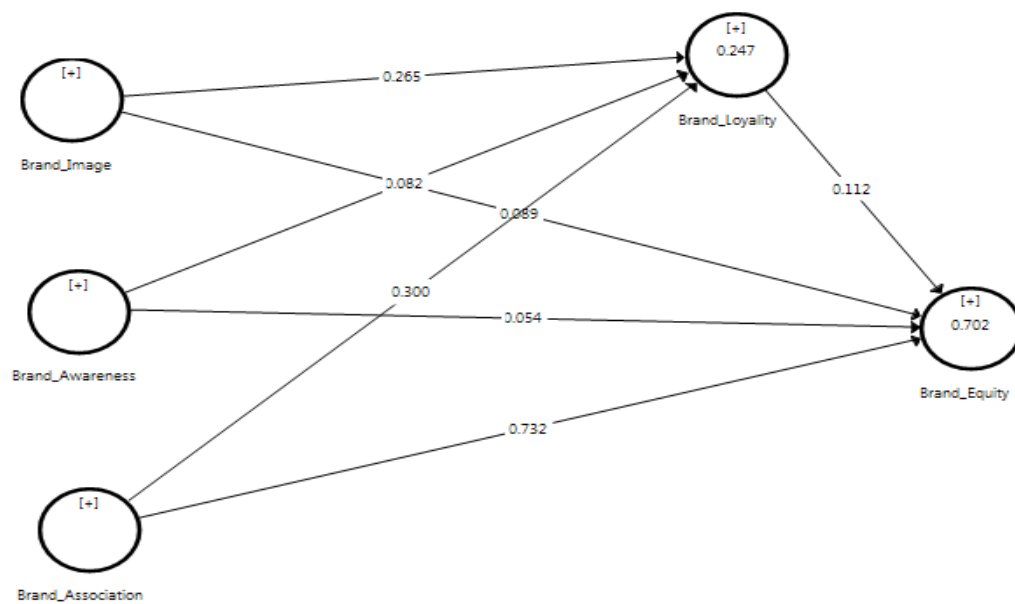 [+]
0.247
Brand_Loyality
[+]
Brand_Image
0.265
0.082
0.089
0.112
[+]
Brand_Awareness
0.300
0.054
[+]
0.702
Brand_Equity
0.732
[+]
Brand_Association